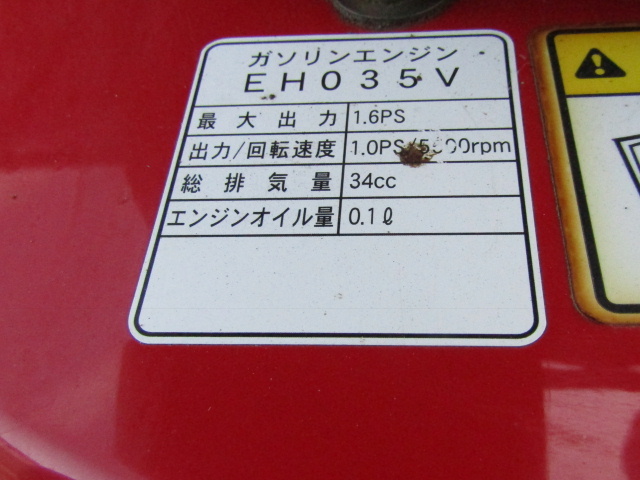 ガソリンエンジン
EH035V
最大出力 1.6PS
出力/回転速度 1.0PS/5 00rpm
総排気量 34cc
エンジンオイル量 0.1ℓ